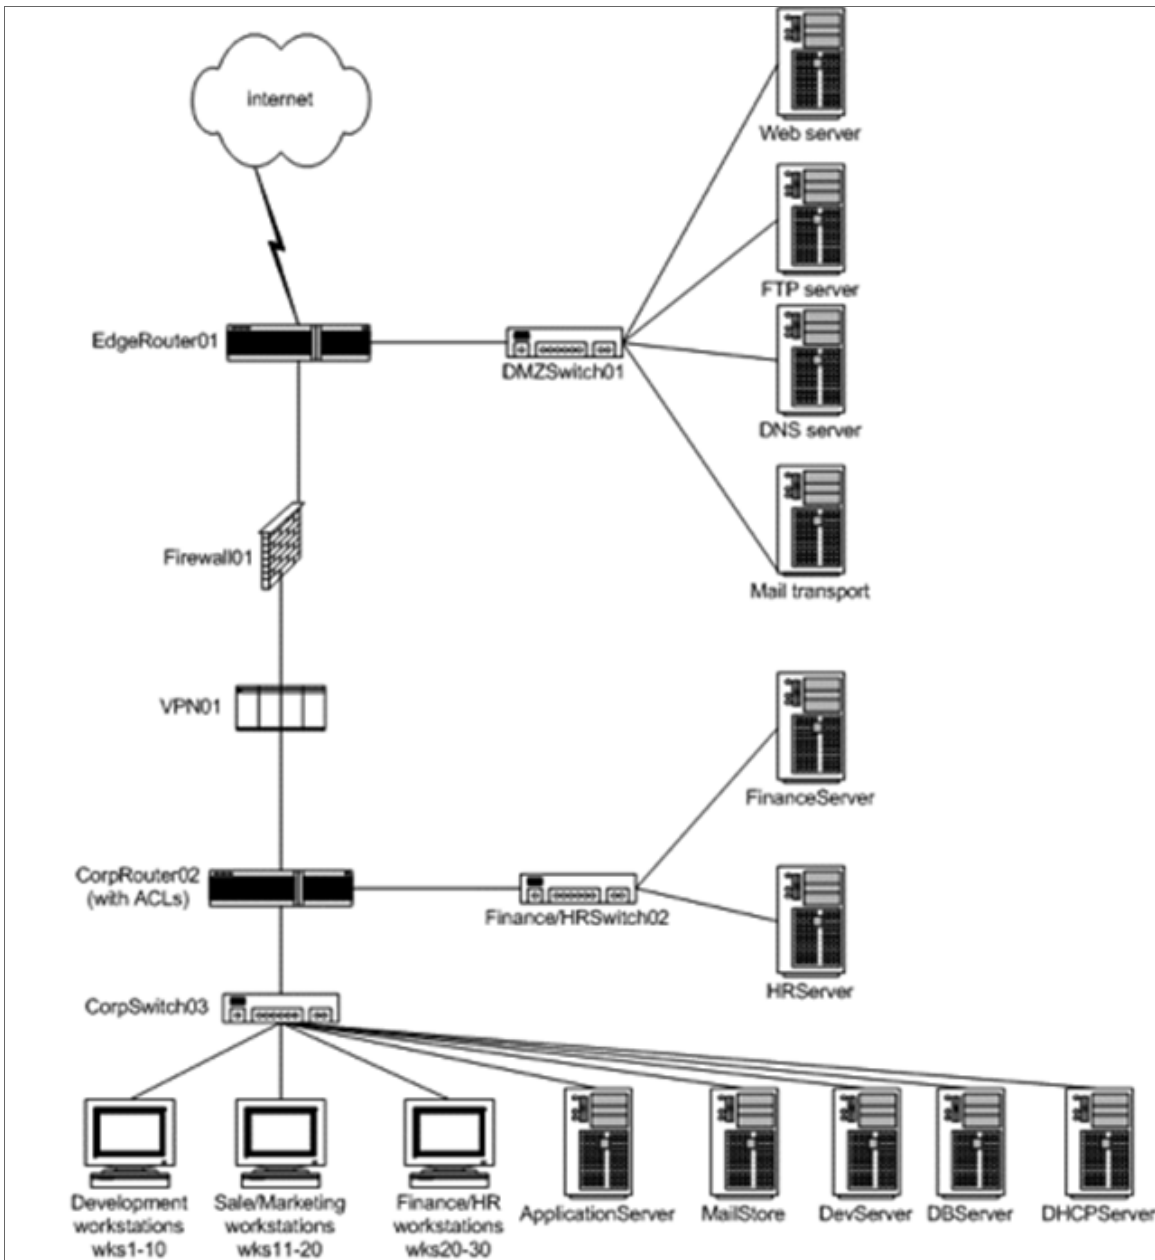 internet
Web server
FTP server
EdgeRouter01
DMZSwitch01
DNS server
Firewall01
Mail transport
VPN01
FinanceServer
CorpRouter02
(with ACLs)
Finance/HRSwitch02
HRServer
CorpSwitch03
Development
workstations
wks1-10
Sale/Marketing
workstations
wks11-20
Finance/HR
workstations
wks20-30
ApplicationServer
MailStore
DevServer
DBServer
DHCPServer